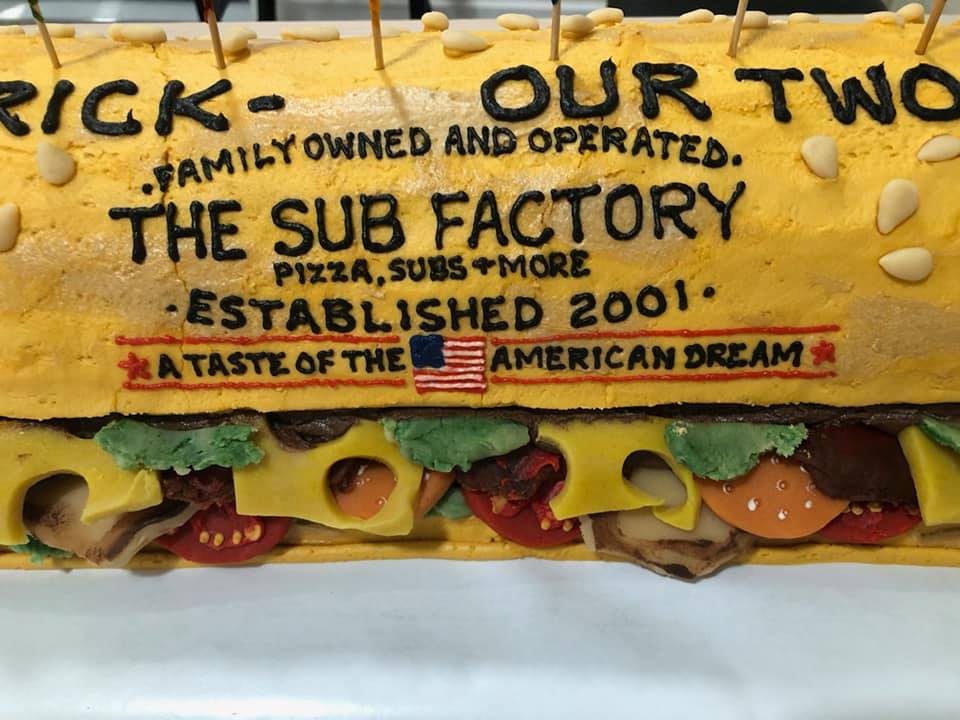 RICK- OUR TWO
·FAMILY OWNED AND OPERATED·
THE SUB FACTORY
PIZZA, SUBS + MORE
·ESTABLISHED 2001·
A TASTE OF THE AMERICAN DREAM